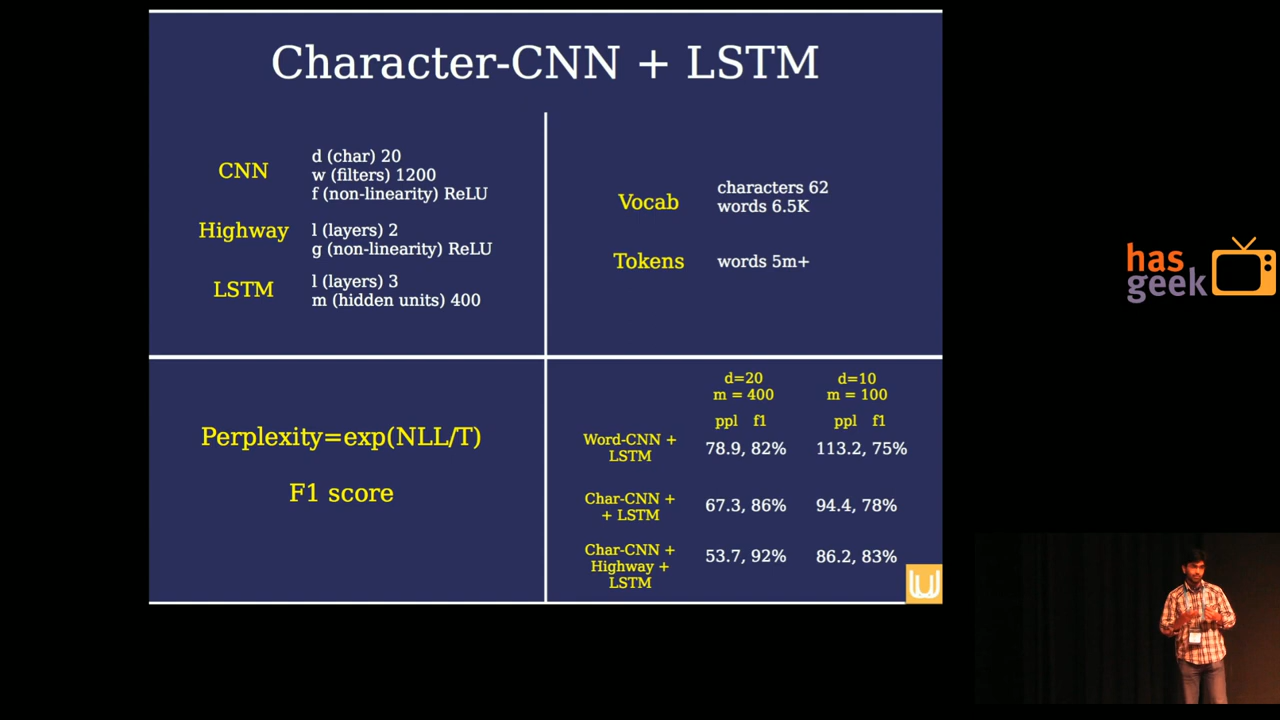 Character-CNN + LSTM
CNN
d (char) 20
w (filters) 1200
f (non-linearity) ReLU
Highway
l (layers) 2
g (non-linearity) ReLU
LSTM
l (layers) 3
m (hidden units) 400
Vocab
characters 62
words 6.5K
Tokens
words 5m+
Perplexity=exp(NLL/T)
F1 score
d=20 d=10
m = 400 m = 100
ppl f1 ppl f1
Word-CNN +
LSTM
78.9, 82% 113.2, 75%
Char-CNN +
+ LSTM
67.3, 86% 94.4, 78%
Char-CNN +
Highway +
LSTM
53.7, 92% 86.2, 83%
has
geek